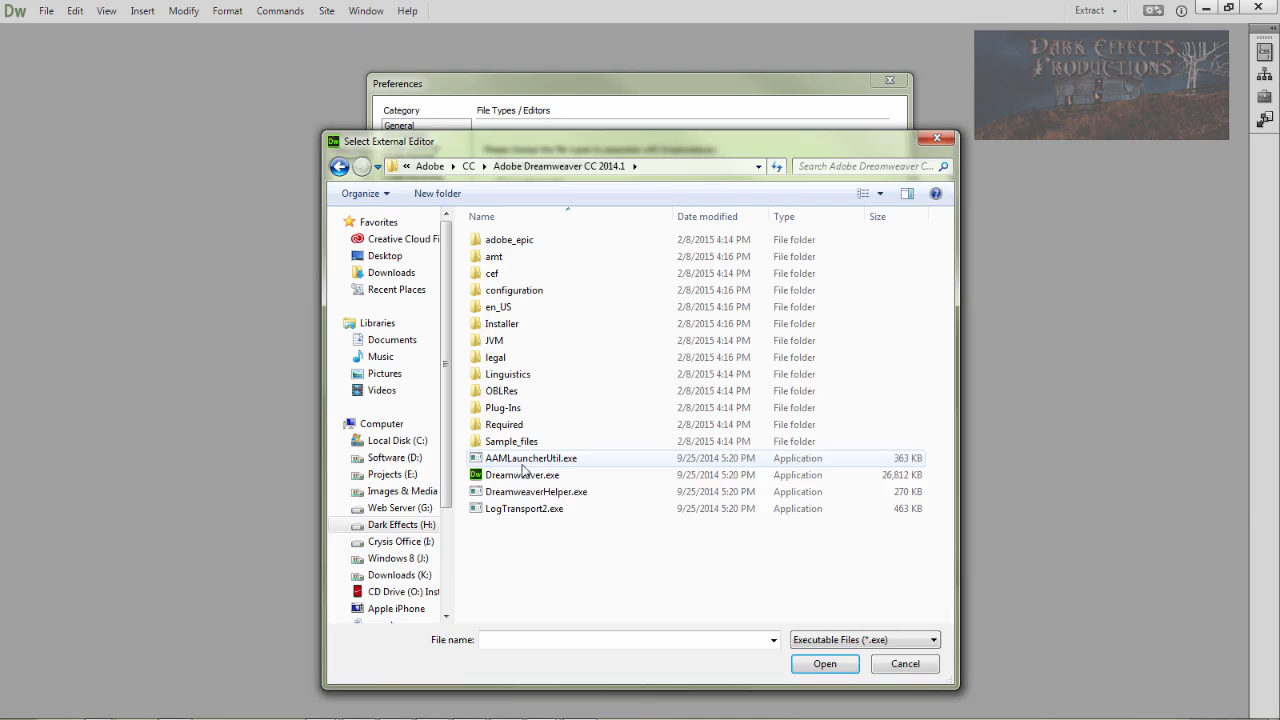 Dw File Edit View Insert Modify Format Commands Site Window Help Extract
DARK EFFECTS
PRODUCTIONS
CSS
Preferences
Category File Types / Editors
General
Dw Select External Editor
« Adobe CC Adobe Dreamweaver CC 2014.1 Search Adobe Dreamweaver C...
Organize New folder
Name Date modified Type Size
Favorites
Creative Cloud Fi
Desktop
Downloads
Recent Places
Libraries
Documents
Music
Pictures
Videos
Computer
Local Disk (C:)
Software (D:)
Projects (E:)
Images & Media
Web Server (G:)
Dark Effects (H:)
Crysis Office (I:)
Windows 8 (J:)
Downloads (K:)
CD Drive (O:) Inst
Apple iPhone
adobe_epic 2/8/2015 4:14 PM File folder
amt 2/8/2015 4:16 PM File folder
cef 2/8/2015 4:14 PM File folder
configuration 2/8/2015 4:16 PM File folder
en_US 2/8/2015 4:16 PM File folder
Installer 2/8/2015 4:14 PM File folder
JVM 2/8/2015 4:14 PM File folder
legal 2/8/2015 4:16 PM File folder
Linguistics 2/8/2015 4:14 PM File folder
OBLRes 2/8/2015 4:14 PM File folder
Plug-Ins 2/8/2015 4:14 PM File folder
Required 2/8/2015 4:14 PM File folder
Sample_files 2/8/2015 4:14 PM File folder
AAMLauncherUtil.exe 9/25/2014 5:20 PM Application 363 KB
Dw Dreamweaver.exe 9/25/2014 5:20 PM Application 26,812 KB
DreamweaverHelper.exe 9/25/2014 5:20 PM Application 270 KB
LogTransport2.exe 9/25/2014 5:20 PM Application 463 KB
File name: Executable Files (*.exe)
Open Cancel